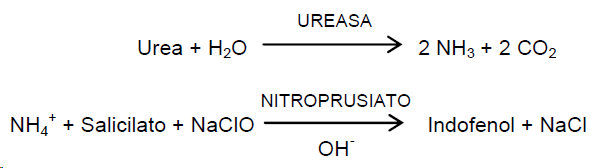 UREASA
Urea + H₂O 2 NH₃ + 2 CO₂
NITROPRUSIATO
NH₄⁺ + Salicilato + NaClO Indofenol + NaCl
OH⁻